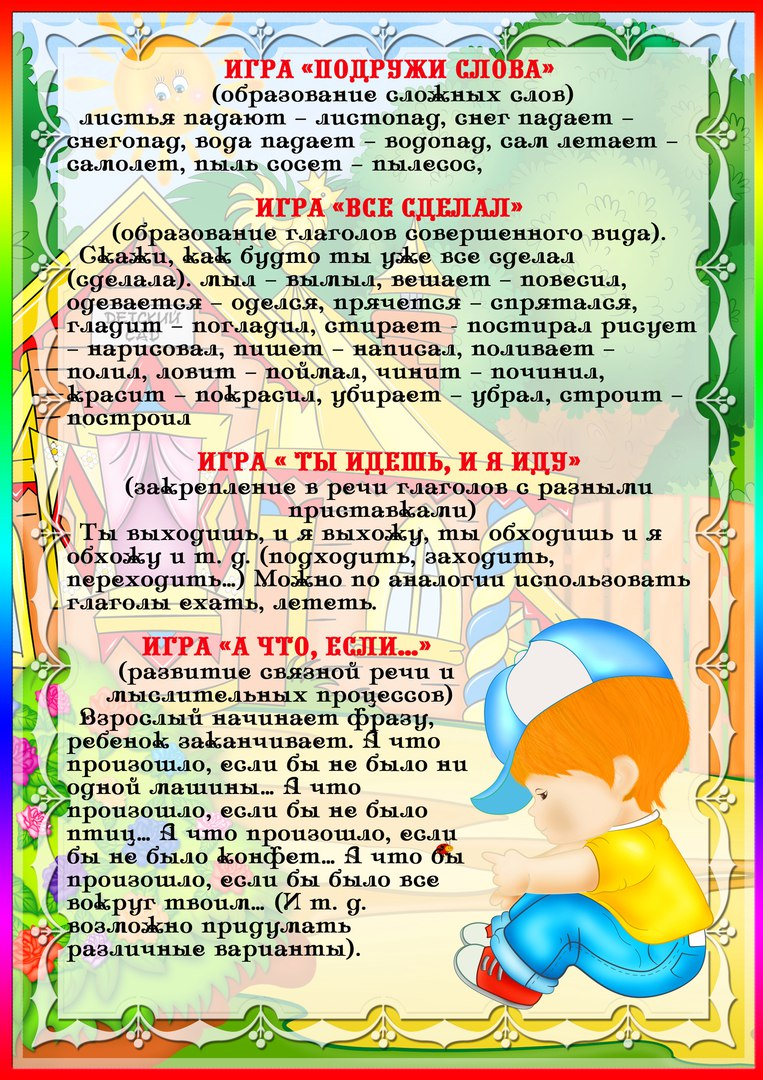 ИГРА «ПОДРУЖИ СЛОВА»
(образование сложных слов)
листья падают – листопад, снег падает –
снегопад, вода падает – водопад, сам летает –
самолет, пыль сосет – пылесос,
ИГРА «ВСЕ СДЕЛАЛ»
(образование глаголов совершенного вида).
Скажи, как будто ты уже все сделал
(сделала). мыл – вымыл, вешает – повесил,
одевается – оделся, прячется – спрятался,
гладит – погладил, стирает - постирал рисует
– нарисовал, пишет – написал, поливает –
полил, ловит – поймал, чинит – починил,
красит – покрасил, убирает – убрал, строит –
построил
ДЕТСКИЙ
САД
ИГРА « ТЫ ИДЕШЬ, И Я ИДУ»
(закрепление в речи глаголов с разными
приставками)
Ты выходишь, и я выхожу, ты обходишь и я
обхожу и т. д. (подходить, заходить,
переходить...) Можно по аналогии использовать
глаголы ехать, лететь.
ИГРА «А ЧТО, ЕСЛИ...»
(развитие связной речи и
мыслительных процессов)
Взрослый начинает фразу,
ребенок заканчивает. А что
произошло, если бы не было ни
одной машины... А что
произошло, если бы не было
птиц... А что произошло, если
бы не было конфет... А что бы
произошло, если бы было все
вокруг твоим... (И т. д.
возможно придумать
различные варианты).